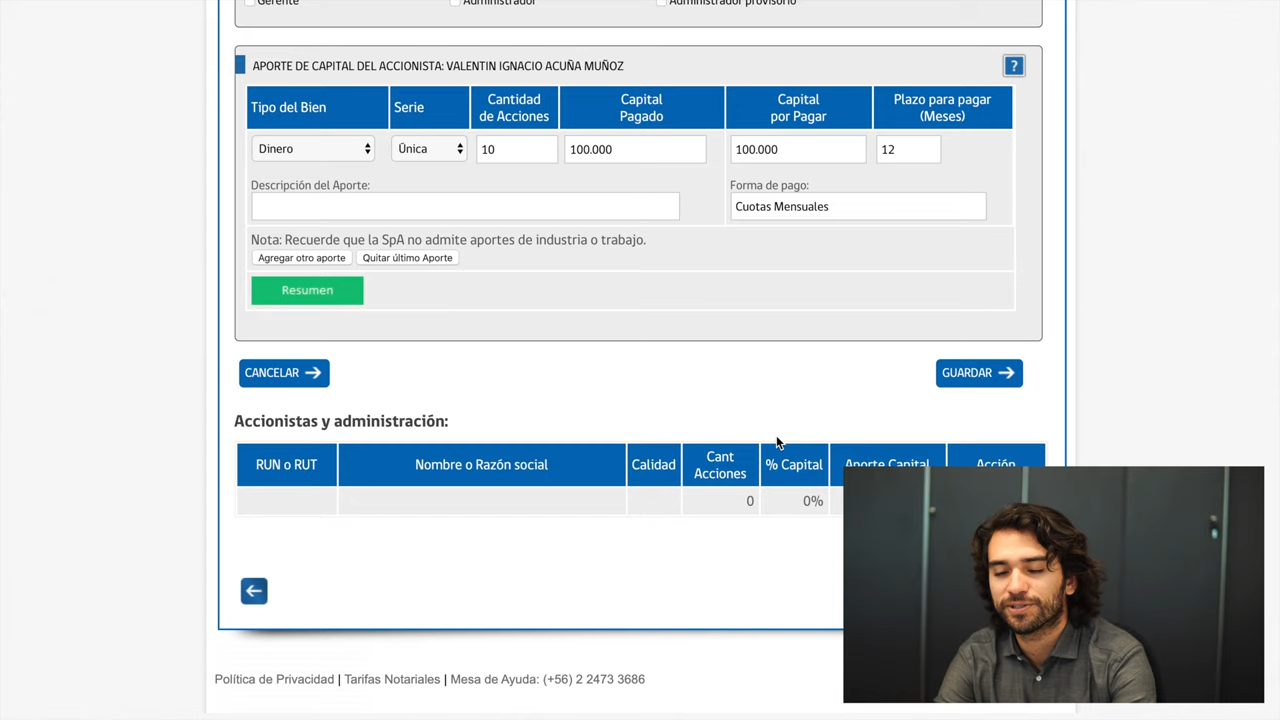 Gerente Administrador Administrador provisorio
APORTE DE CAPITAL DEL ACCIONISTA: VALENTIN IGNACIO ACUÑA MUÑOZ
?
Tipo del Bien Serie Cantidad de Acciones Capital Pagado Capital por Pagar Plazo para pagar (Meses)
Dinero Única 10 100.000 100.000 12
Descripción del Aporte: Forma de pago:
Cuotas Mensuales
Nota: Recuerde que la SpA no admite aportes de industria o trabajo.
Agregar otro aporte Quitar último Aporte
Resumen
CANCELAR GUARDAR
Accionistas y administración:
RUN o RUT Nombre o Razón social Calidad Cant Acciones % Capital Aporte Capital Acción
0 0%
Política de Privacidad | Tarifas Notariales | Mesa de Ayuda: (+56) 2 2473 3686